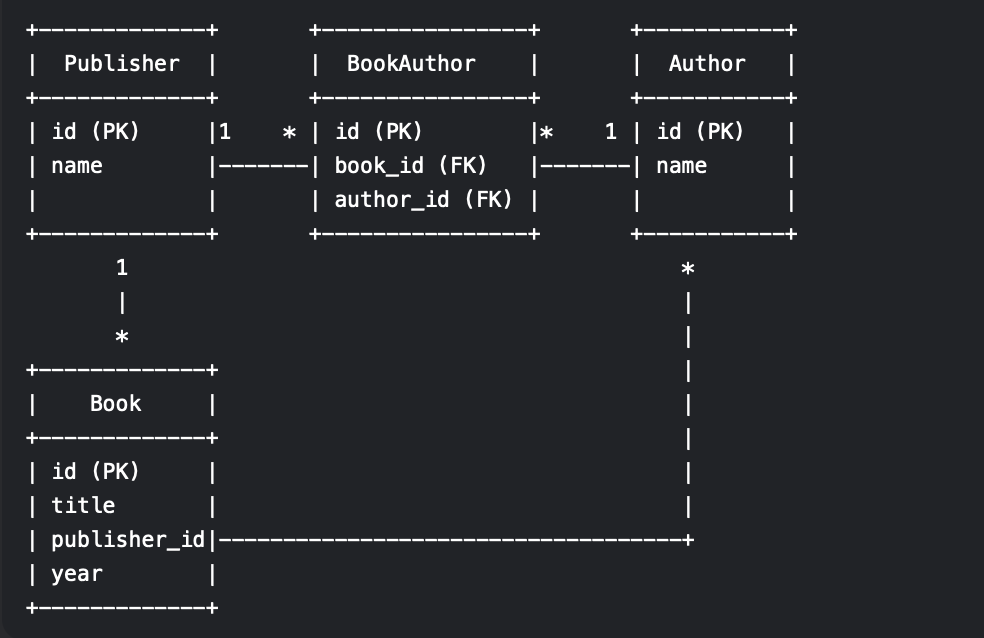 +-------------+       +----------------+       +-----------+
|  Publisher  |       |  BookAuthor    |       |  Author   |
+-------------+       +----------------+       +-----------+
| id (PK)     |1    * | id (PK)        |*    1 | id (PK)   |
| name        |-------| book_id (FK)   |-------| name      |
|             |       | author_id (FK) |       |           |
+-------------+       +----------------+       +-----------+
       1                                           *
       |                                           |
       *                                           |
+-------------+                                    |
|    Book     |                                    |
+-------------+                                    |
| id (PK)     |                                    |
| title       |                                    |
| publisher_id|------------------------------------+
| year        |
+-------------+